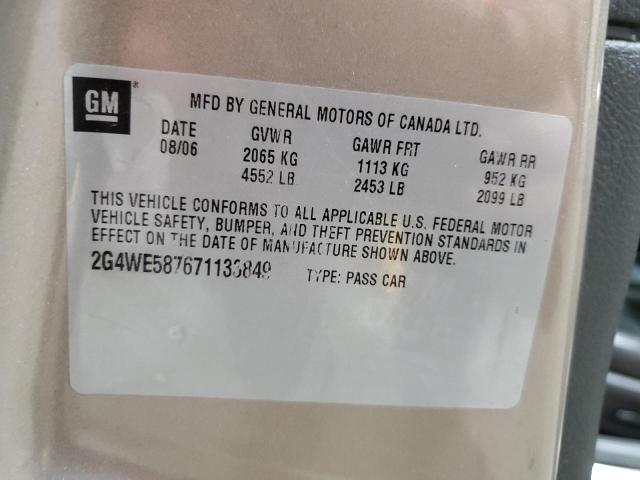 GM
MFD BY GENERAL MOTORS OF CANADA LTD.
DATE GVWR GAWR FRT GAWR RR
08/06 2065 KG 1113 KG 952 KG
4552 LB 2453 LB 2099 LB
THIS VEHICLE CONFORMS TO ALL APPLICABLE U.S. FEDERAL MOTOR
VEHICLE SAFETY, BUMPER, AND THEFT PREVENTION STANDARDS IN
EFFECT ON THE DATE OF MANUFACTURE SHOWN ABOVE.
2G4WE587671133849 TYPE: PASS CAR